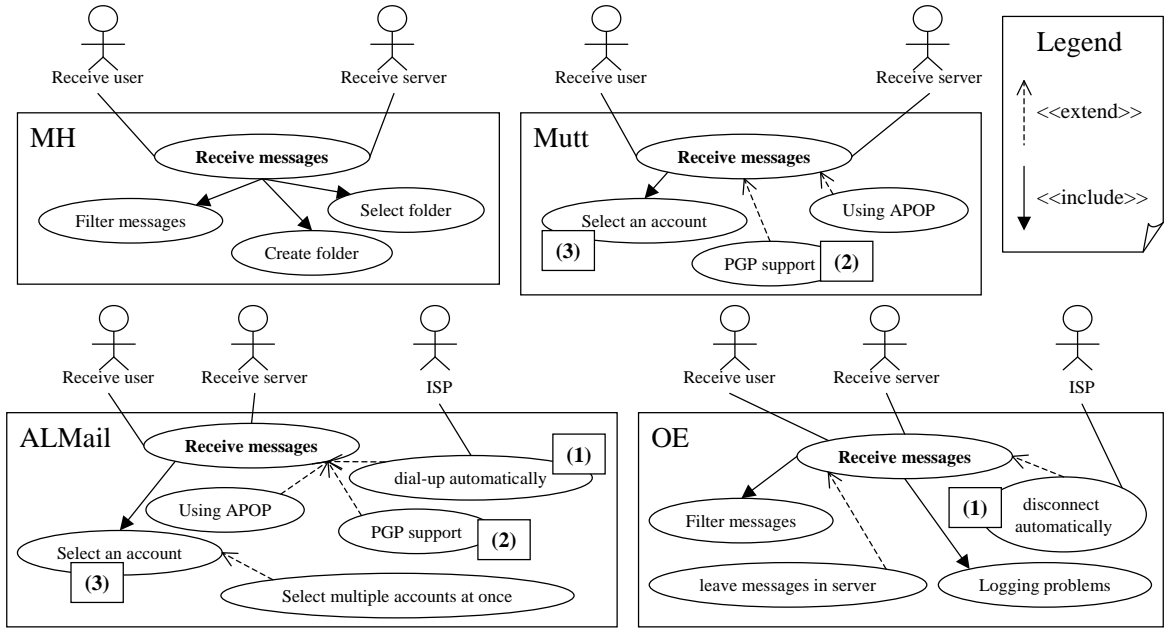 Receive user
Receive server
MH
Receive messages
Filter messages
Select folder
Create folder
Receive user
Receive server
Mutt
Receive messages
Select an account
(3)
Using APOP
PGP support
(2)
Legend
<<extend>>
<<include>>
Receive user
Receive server
ISP
ALMail
Receive messages
(1)
dial-up automatically
Using APOP
PGP support
(2)
Select an account
(3)
Select multiple accounts at once
Receive user
Receive server
ISP
OE
Receive messages
(1)
disconnect
automatically
Filter messages
leave messages in server
Logging problems